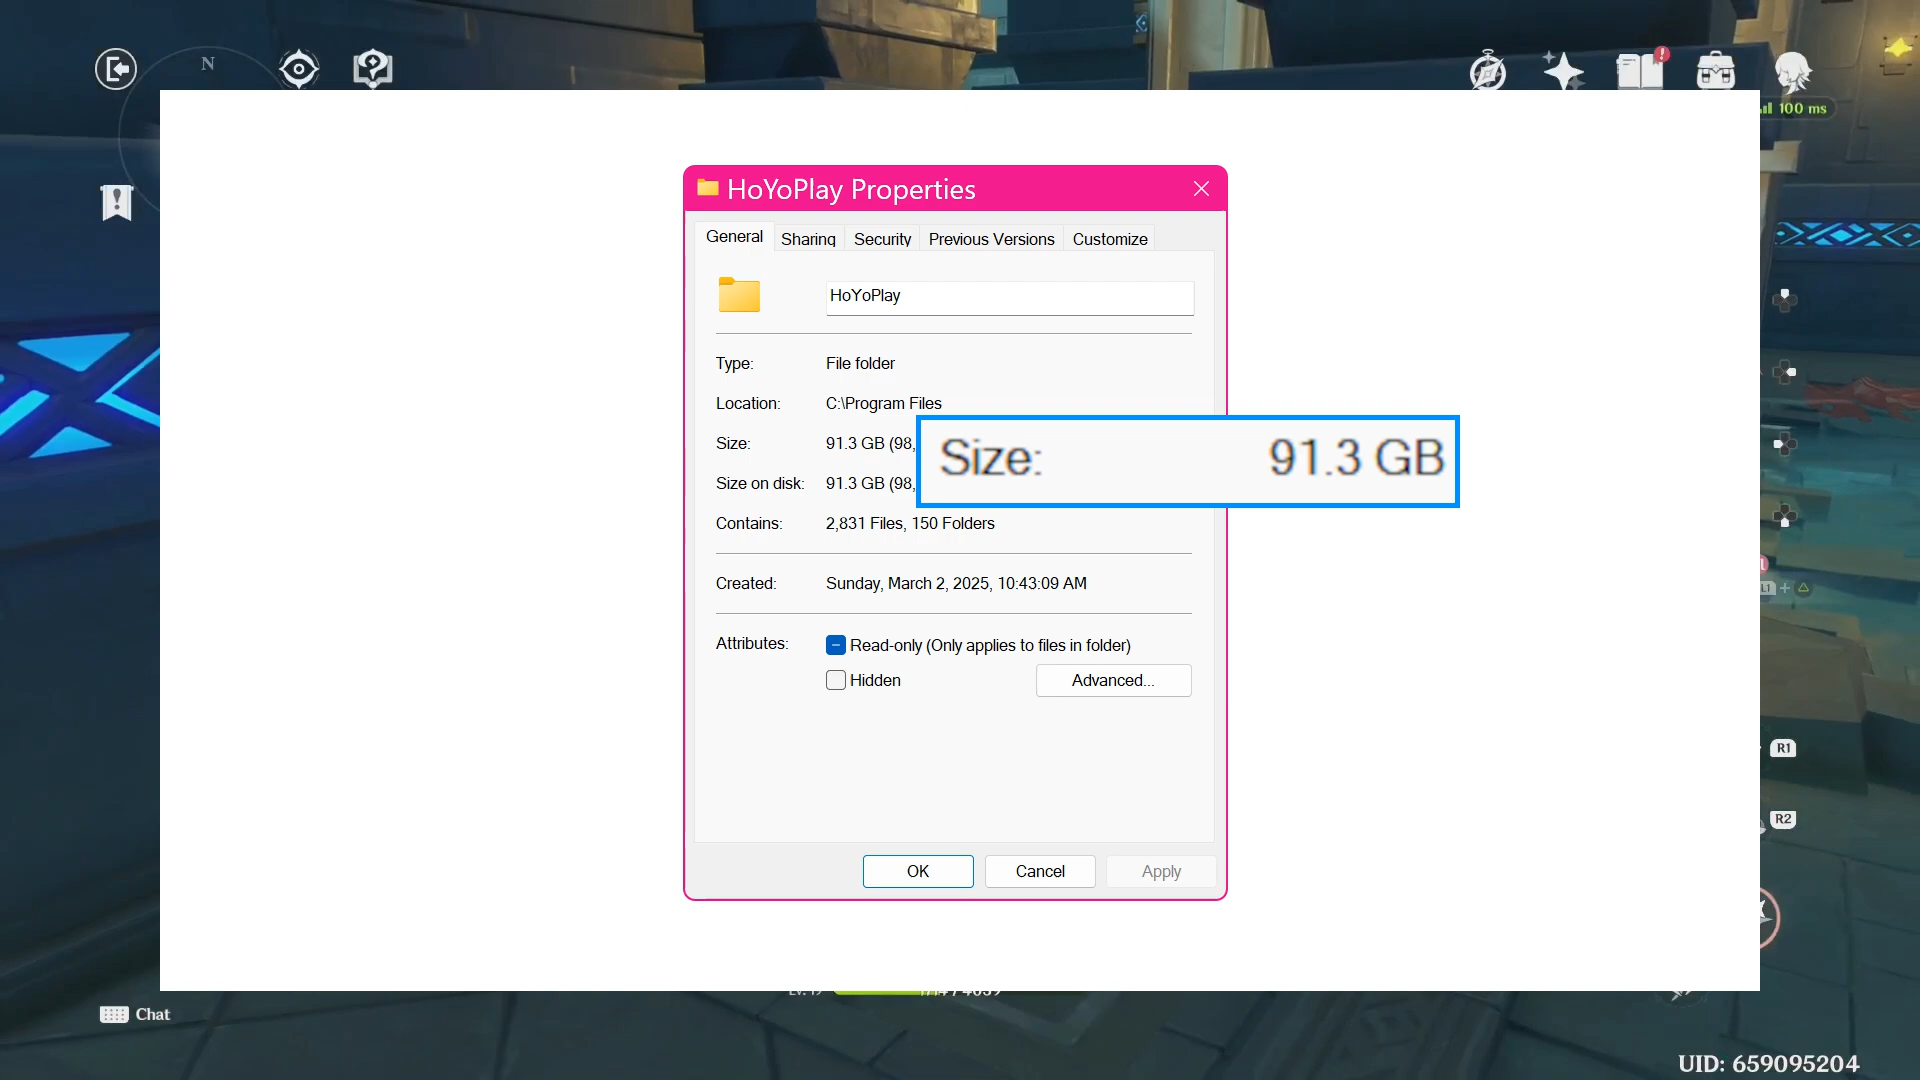 N
100 ms
HoYoPlay Properties
General Sharing Security Previous Versions Customize
HoYoPlay
Type: File folder
Location: C:\Program Files
Size: 91.3 GB (98,
Size: 91.3 GB
Size on disk: 91.3 GB (98,
Contains: 2,831 Files, 150 Folders
Created: Sunday, March 2, 2025, 10:43:09 AM
L1 +
Attributes: Read-only (Only applies to files in folder)
Hidden Advanced...
R1
R2
OK Cancel Apply
Chat
UID: 659095204